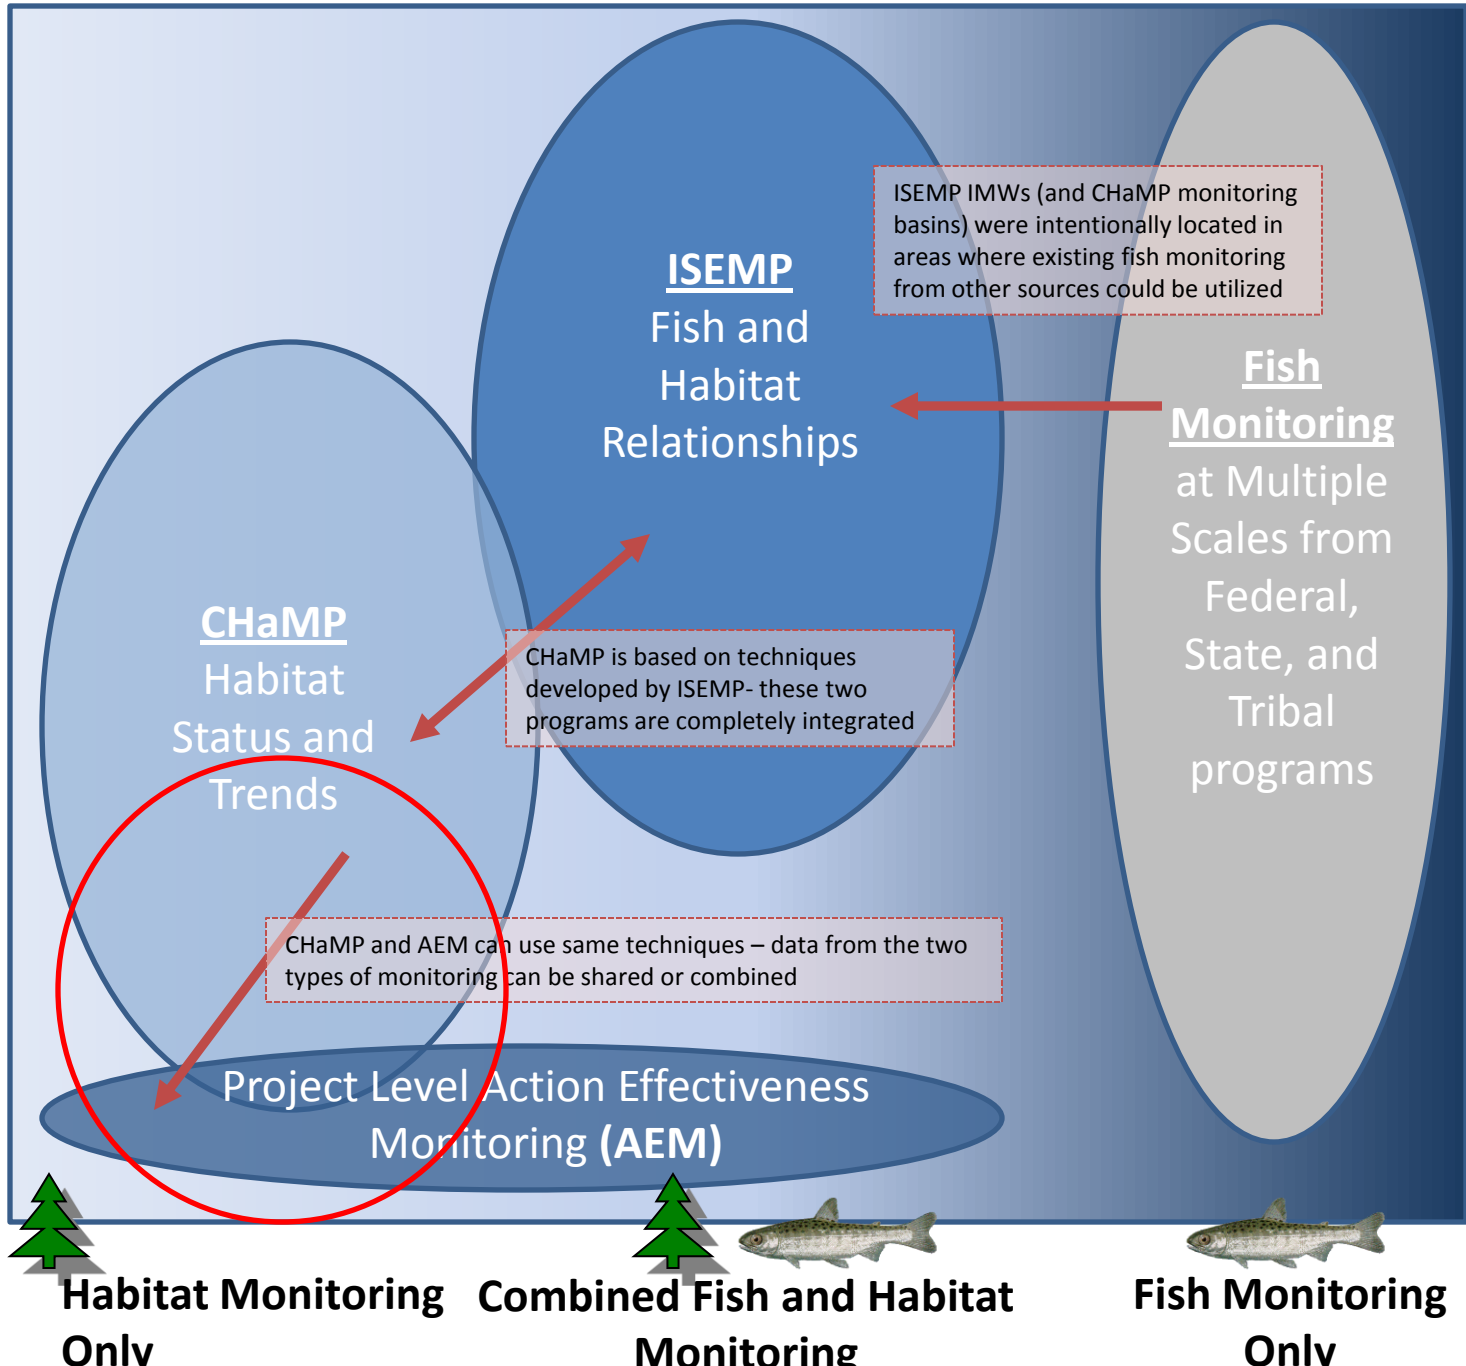 ISEMP IMWs (and CHaMP monitoring
basins) were intentionally located in
areas where existing fish monitoring
from other sources could be utilized
ISEMP
Fish and
Habitat
Relationships
Fish
Monitoring
at Multiple
Scales from
Federal,
State, and
Tribal
programs
CHaMP
Habitat
Status and
Trends
CHaMP is based on techniques
developed by ISEMP- these two
programs are completely integrated
CHaMP and AEM can use same techniques – data from the two
types of monitoring can be shared or combined
Project Level Action Effectiveness
Monitoring (AEM)
Habitat Monitoring
Only
Combined Fish and Habitat
Monitoring
Fish Monitoring
Only